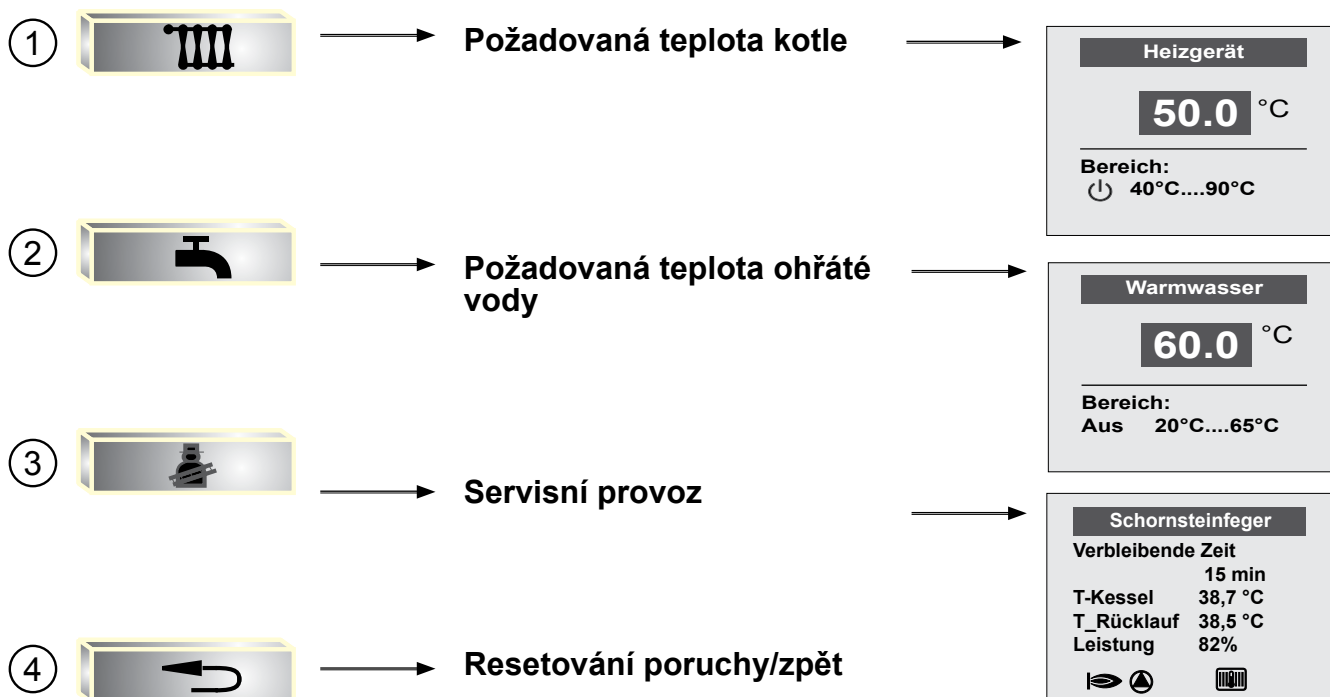 1
Požadovaná teplota kotle
Heizgerät
50.0 °C
Bereich:
40°C....90°C
2
Požadovaná teplota ohřáté
vody
Warmwasser
60.0 °C
Bereich:
Aus 20°C....65°C
3
Servisní provoz
Schornsteinfeger
Verbleibende Zeit
15 min
T-Kessel 38,7 °C
T_Rücklauf 38,5 °C
Leistung 82%
4
Resetování poruchy/zpět